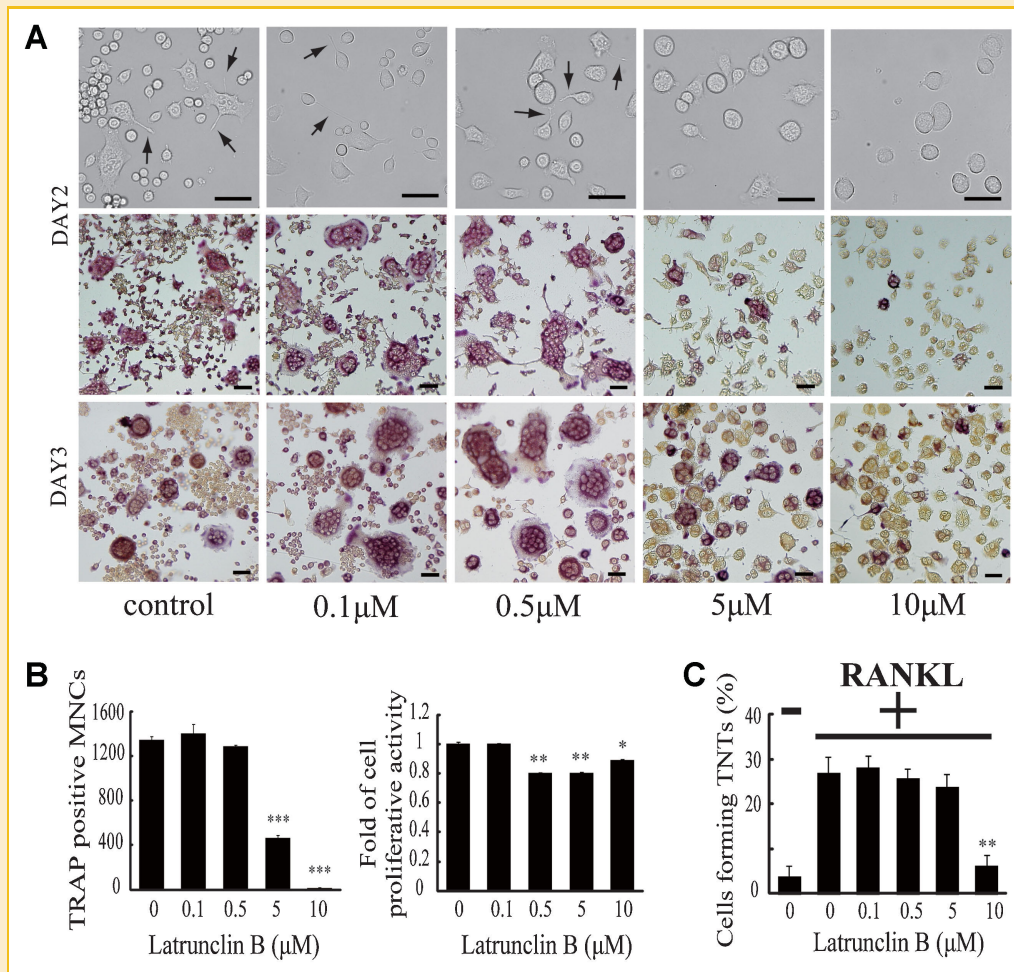 A
DAY2
DAY3
control
0.1μM
0.5μM
5μM
10μM
B
TRAP positive MNCs
1600
1200
800
400
0
***
***
0 0.1 0.5 5 10
Latrunclin B (μM)
Fold of cell
proliferative activity
1.2
1
0.8
0.6
0.4
0.2
0
**
**
*
0 0.1 0.5 5 10
Latrunclin B (μM)
C
RANKL
− +
Cells forming TNTs (%)
40
30
20
0
**
0 0 0.1 0.5 5 10
Latrunclin B (μM)